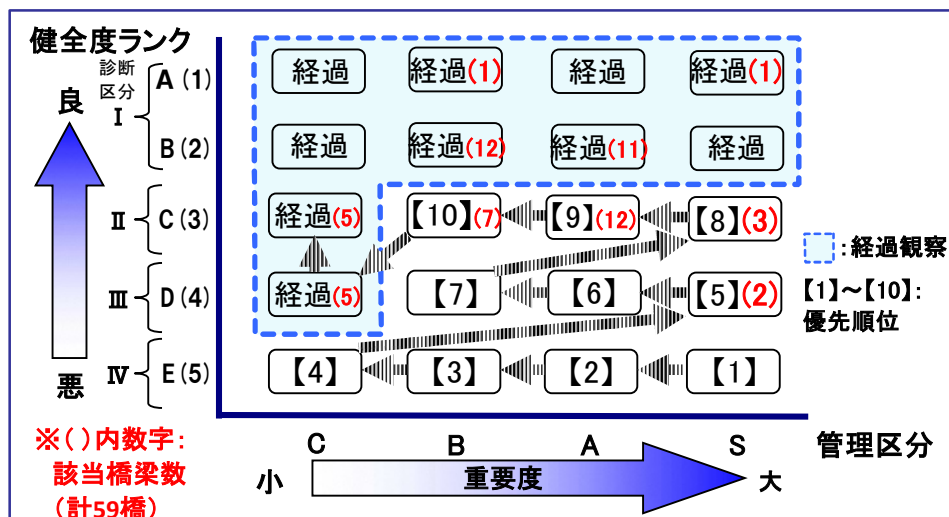 健全度ランク
診断
区分
良
悪
Ⅰ
A(1)
経過
経過(1)
経過
経過(1)
B(2)
経過
経過(12)
経過(11)
経過
Ⅱ
C(3)
経過(5)
【10】(7)
【9】(12)
【8】(3)
Ⅲ
D(4)
経過(5)
【7】
【6】
【5】(2)
Ⅳ
E(5)
【4】
【3】
【2】
【1】
:経過観察
【1】～【10】:
優先順位
※( )内数字:
該当橋梁数
(計59橋)
C
B
A
S
管理区分
小
重要度
大